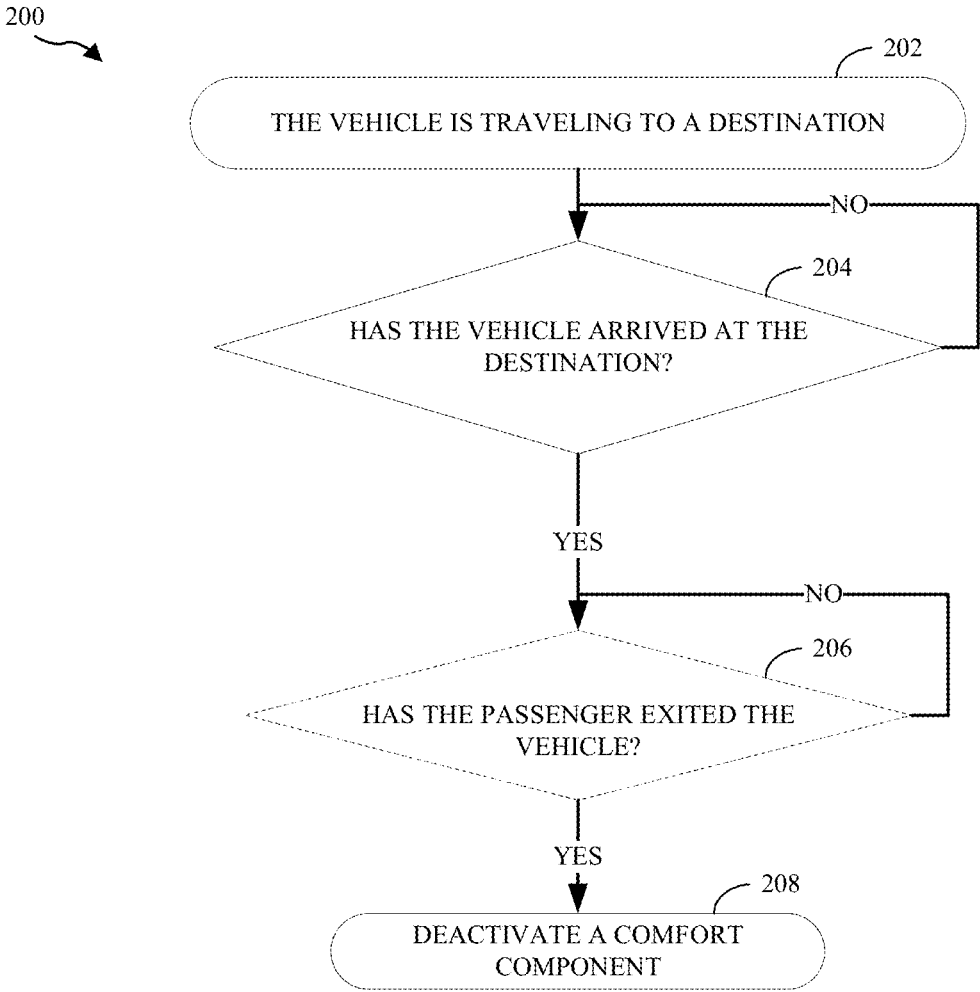 200
202
THE VEHICLE IS TRAVELING TO A DESTINATION
NO
204
HAS THE VEHICLE ARRIVED AT THE
DESTINATION?
YES
NO
206
HAS THE PASSENGER EXITED THE
VEHICLE?
YES
208
DEACTIVATE A COMFORT
COMPONENT